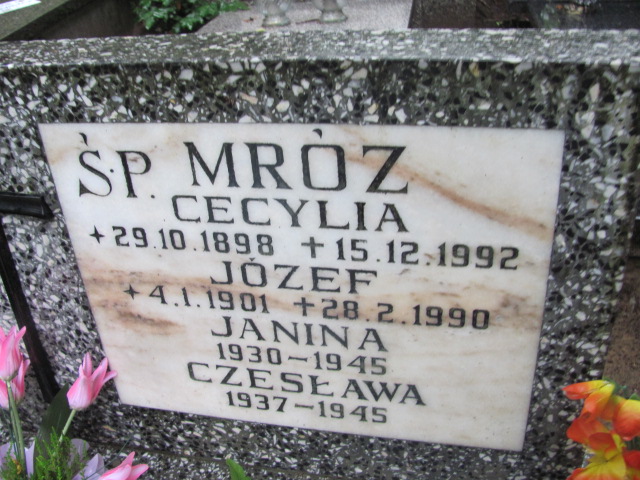 Ś.P. MRÓZ
CECYLIA
*29.10.1898 +15.12.1992
JÓZEF
*4.1.1901 +28.2.1990
JANINA
1930-1945
CZESŁAWA
1937-1945